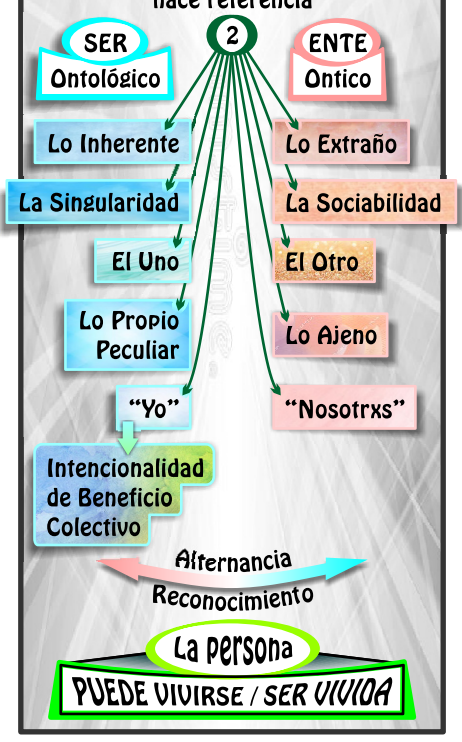 hace referencia
2
SER
Ontológico
ENTE
Ontico
Lo Inherente
Lo Extraño
La Singularidad
La Sociabilidad
El Uno
El Otro
Lo Propio
Peculiar
Lo Ajeno
“Yo”
“Nosotrxs”
Intencionalidad
de Beneficio
Colectivo
Alternancia
Reconocimiento
La persona
PUEDE VIVIRSE / SER VIVIDA